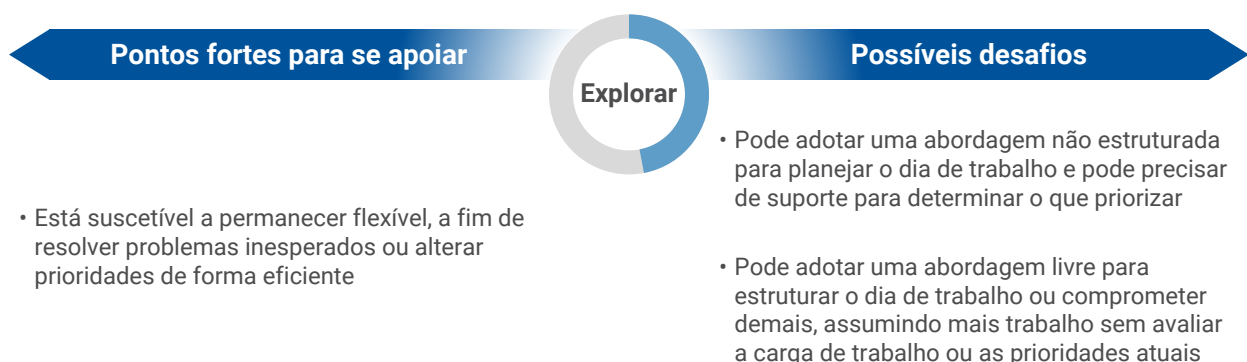 Pontos fortes para se apoiar
Explorar
Possíveis desafios
• Está suscetível a permanecer flexível, a fim de
resolver problemas inesperados ou alterar
prioridades de forma eficiente
• Pode adotar uma abordagem não estruturada
para planejar o dia de trabalho e pode precisar
de suporte para determinar o que priorizar
• Pode adotar uma abordagem livre para
estruturar o dia de trabalho ou comprometer
demais, assumindo mais trabalho sem avaliar
a carga de trabalho ou as prioridades atuais